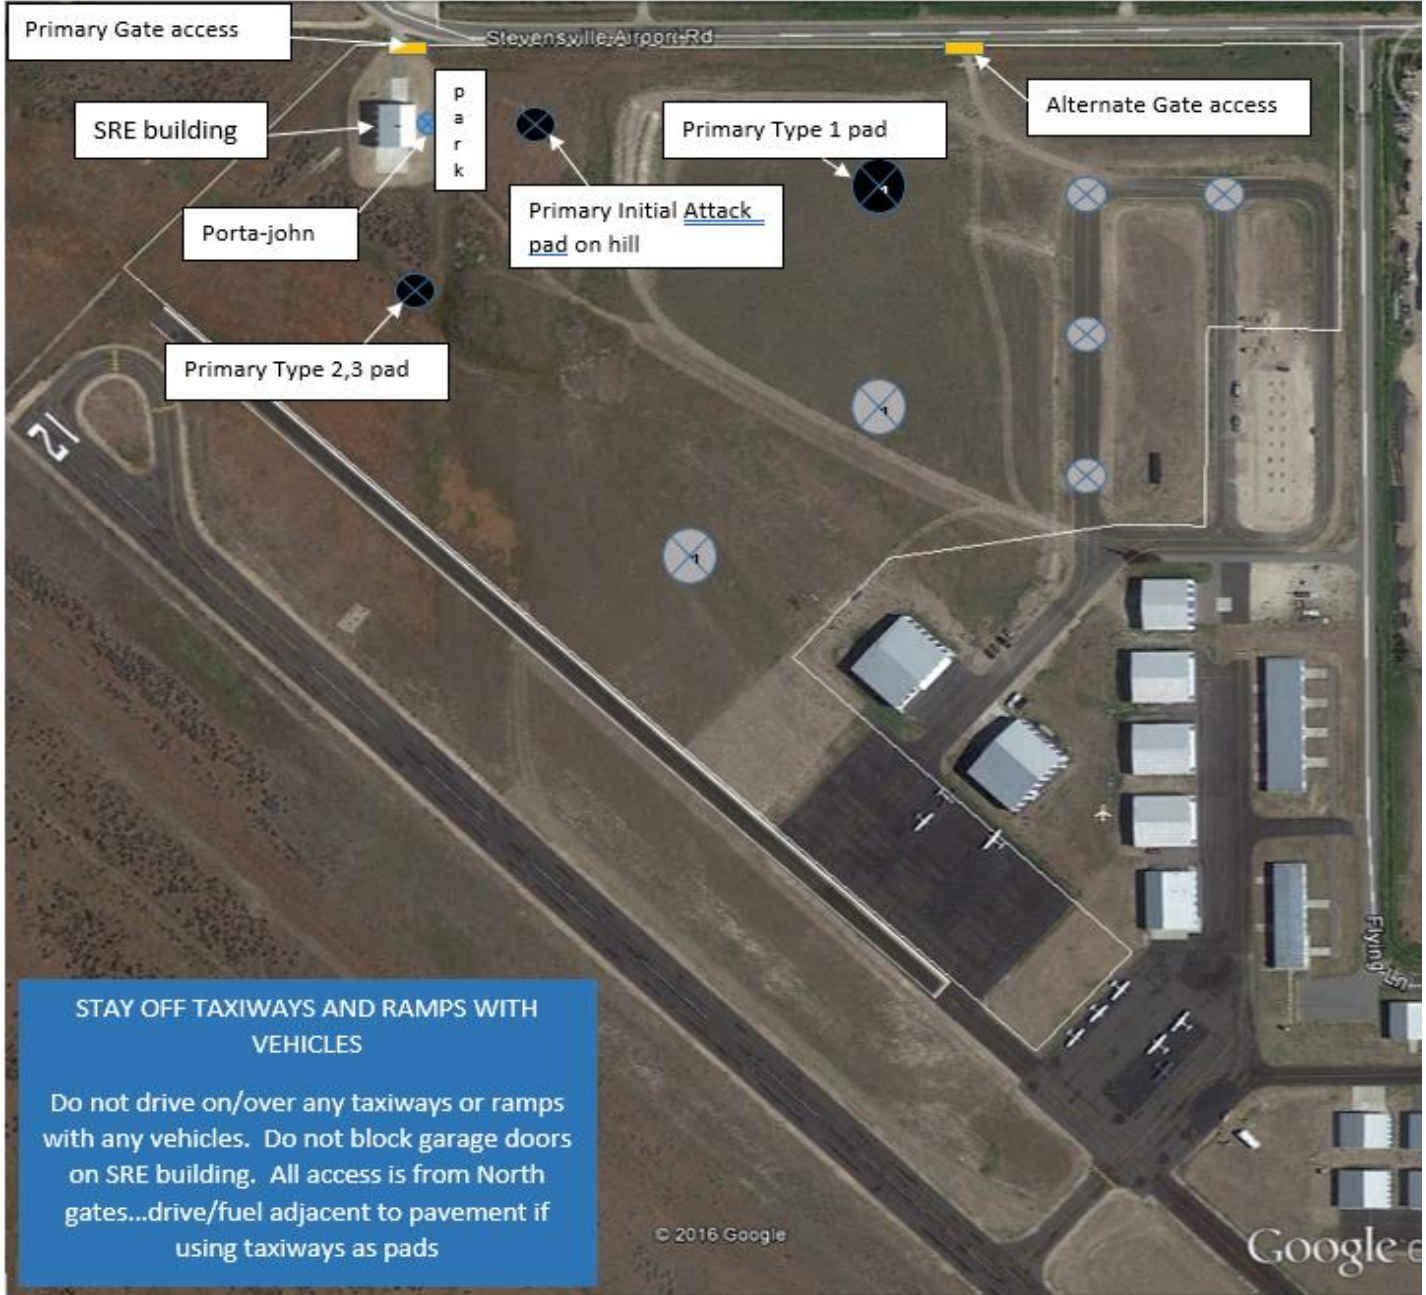 Primary Gate access
Stevensville Airport Rd
SRE building
p
a
r
k
Primary Type 1 pad
Alternate Gate access
1
Porta-john
Primary Initial Attack
pad on hill
Primary Type 2,3 pad
1
12
1
Flying
STAY OFF TAXIWAYS AND RAMPS WITH
VEHICLES
Do not drive on/over any taxiways or ramps
with any vehicles. Do not block garage doors
on SRE building. All access is from North
gates...drive/fuel adjacent to pavement if
using taxiways as pads
© 2016 Google
Google e